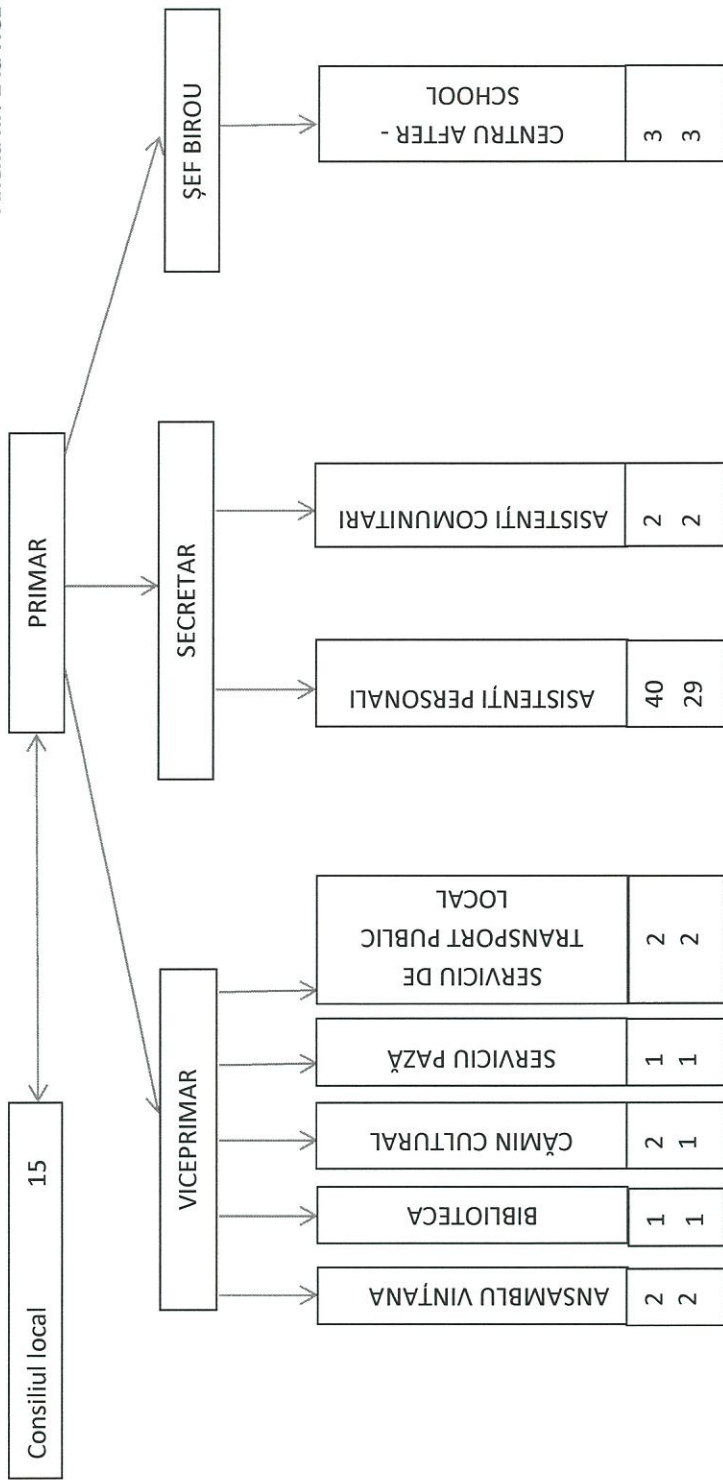 Consiliul local 15
PRIMAR
VICEPRIMAR
SECRETAR
ȘEF BIROU
ANSAMBLU VINȚANA
2
2
BIBLIOTECA
1
1
CĂMIN CULTURAL
2
1
SERVICIU PAZĂ
1
1
SERVICIU DE
TRANSPORT PUBLIC
LOCAL
2
2
ASISTENȚI PERSONALI
40
29
ASISTENȚI COMUNITARI
2
2
CENTRU AFTER -
SCHOOL
3
3